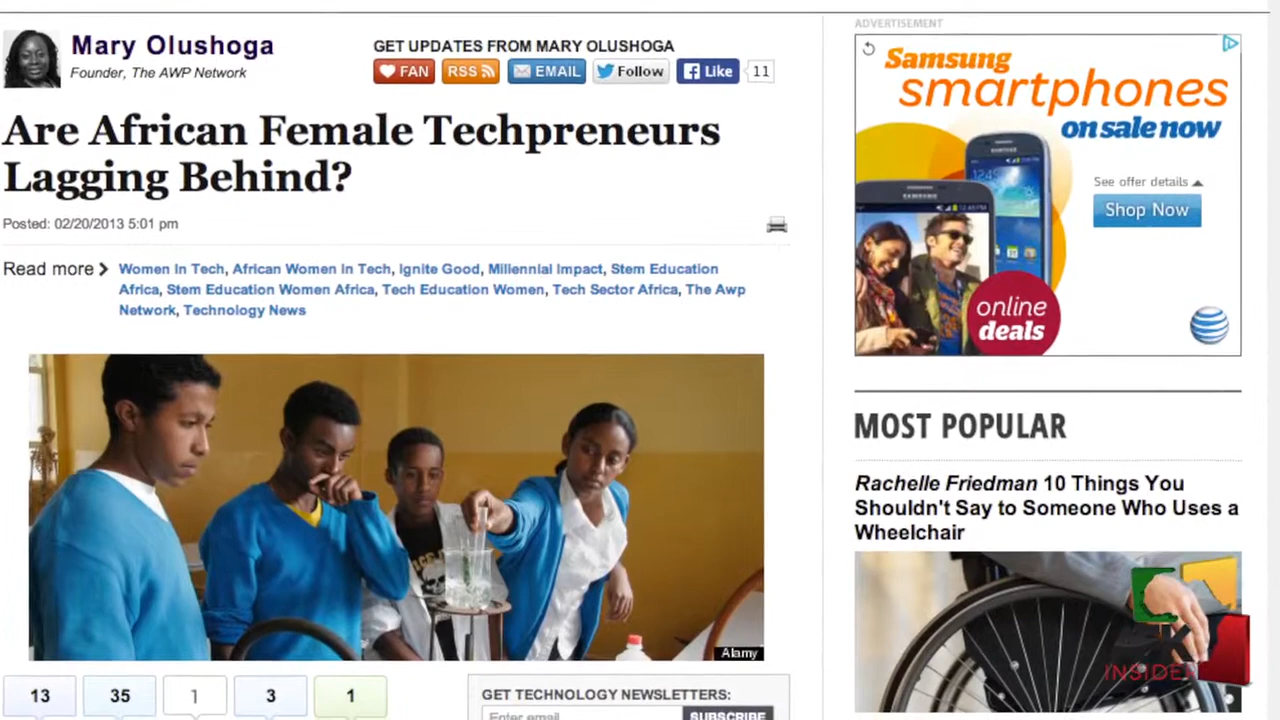 Mary Olushoga
Founder, The AWP Network
GET UPDATES FROM MARY OLUSHOGA
FAN
RSS
EMAIL
Follow
Like
11
Are African Female Techpreneurs
Lagging Behind?
Posted: 02/20/2013 5:01 pm
Read more
Women In Tech, African Women In Tech, Ignite Good, Millennial Impact, Stem Education
Africa, Stem Education Women Africa, Tech Education Women, Tech Sector Africa, The Awp
Network, Technology News
Alamy
13
35
1
3
1
GET TECHNOLOGY NEWSLETTERS:
Enter email
SUBSCRIBE
ADVERTISEMENT
Samsung
smartphones
on sale now
See offer details
Shop Now
online
deals
MOST POPULAR
Rachelle Friedman 10 Things You
Shouldn't Say to Someone Who Uses a
Wheelchair